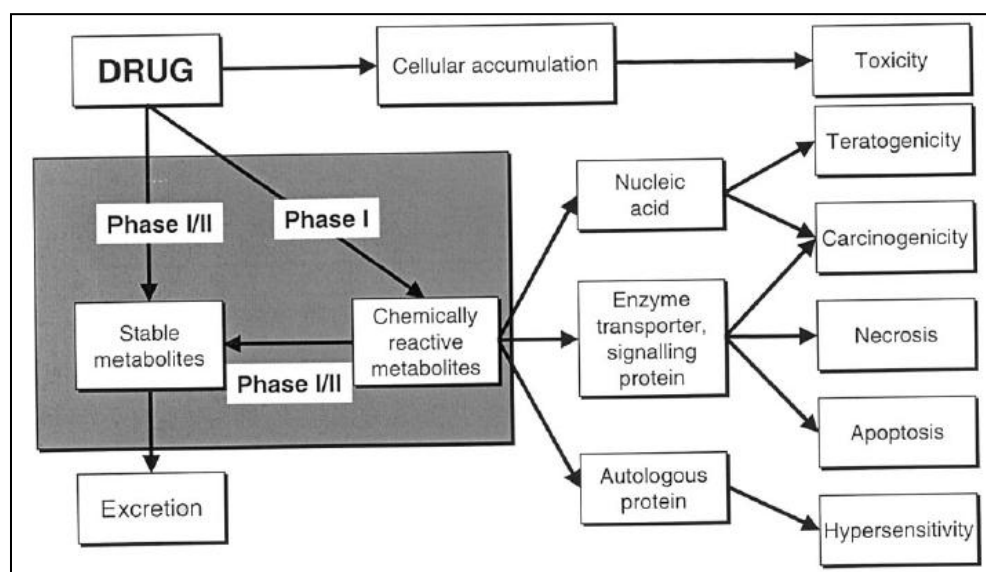 DRUG
Cellular accumulation
Toxicity
Teratogenicity
Nucleic
acid
Phase I/II
Phase I
Carcinogenicity
Stable
metabolites
Chemically
reactive
metabolites
Enzyme
transporter,
signalling
protein
Necrosis
Phase I/II
Apoptosis
Excretion
Autologous
protein
Hypersensitivity